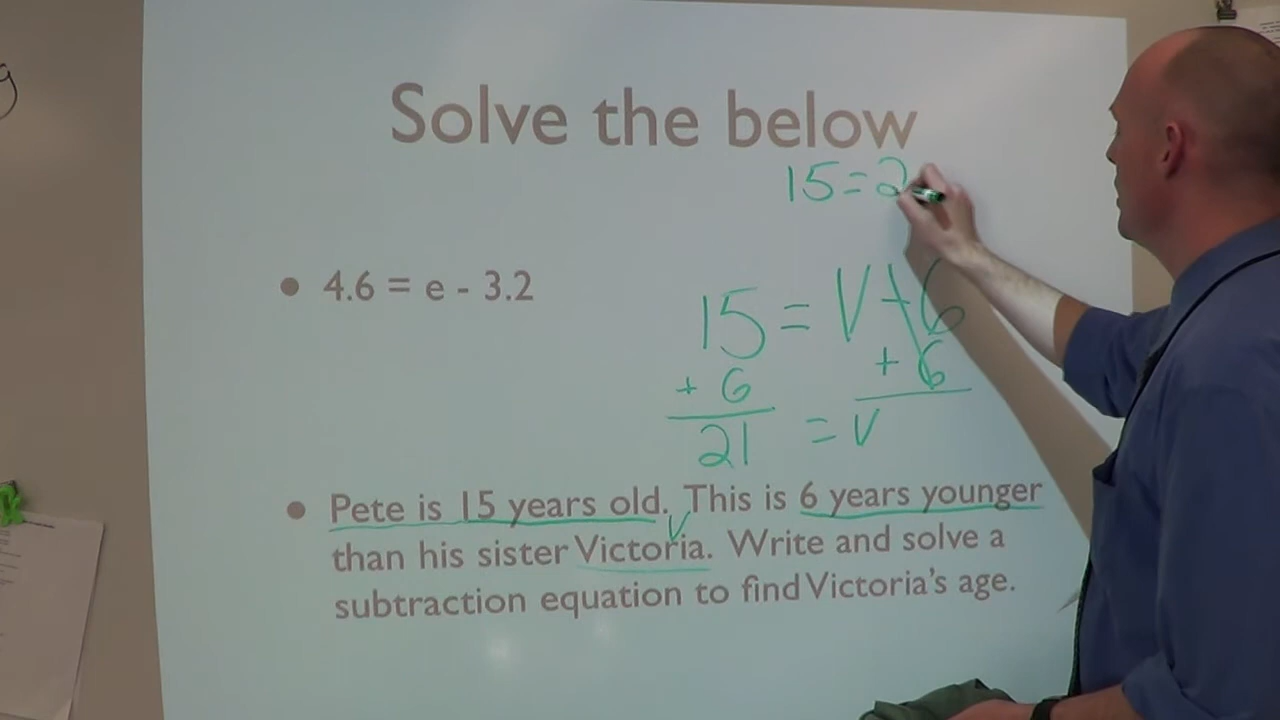 Solve the below
15=2
• 4.6 = e - 3.2
15 = V-6
+ 6 + 6
21 = V
• Pete is 15 years old. This is 6 years younger
V
than his sister Victoria. Write and solve a
subtraction equation to find Victoria's age.